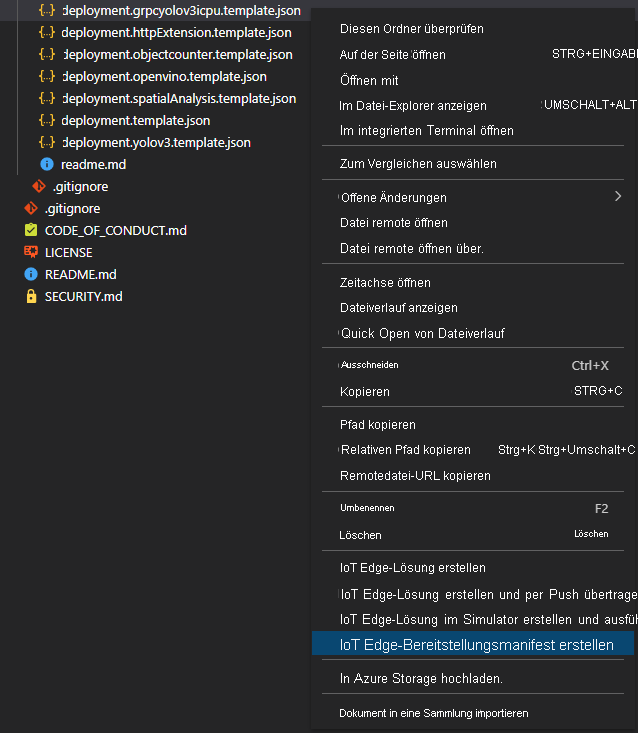 deployment.grpcyolov3icpu.template.json
deployment.httpExtension.template.json
deployment.objectcounter.template.json
deployment.openvino.template.json
deployment.spatialAnalysis.template.json
deployment.template.json
deployment.yolov3.template.json
readme.md
.gitignore
.gitignore
CODE_OF_CONDUCT.md
LICENSE
README.md
SECURITY.md
Diesen Ordner überprüfen
Auf der Seite öffnen STRG+EINGAB
Öffnen mit
Im Datei-Explorer anzeigen UMSCHALT+ALT
Im integrierten Terminal öffnen
Zum Vergleichen auswählen
Offene Änderungen
Datei remote öffnen
Datei remote öffnen über.
Zeitachse öffnen
Dateiverlauf anzeigen
Quick Open von Dateiverlauf
Ausschneiden Ctrl+X
Kopieren STRG+C
Pfad kopieren
Relativen Pfad kopieren Strg+K Strg+Umschalt+C
Remotedatei-URL kopieren
Umbenennen F2
Löschen Löschen
IoT Edge-Lösung erstellen
IoT Edge-Lösung erstellen und per Push übertrage
IoT Edge-Lösung im Simulator erstellen und ausfüh
IoT Edge-Bereitstellungsmanifest erstellen
In Azure Storage hochladen.
Dokument in eine Sammlung importieren